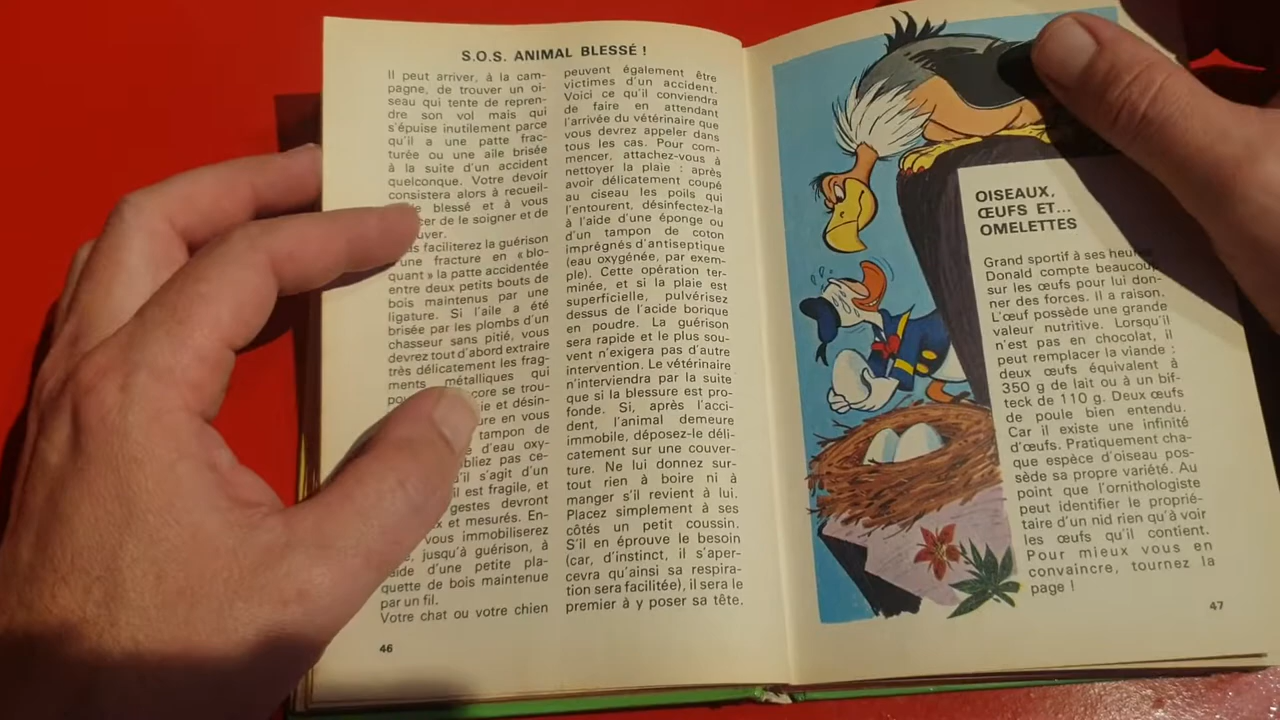 S.O.S. ANIMAL BLESSÉ !
Il peut arriver, à la cam-
pagne, de trouver un oi-
seau qui tente de repren-
dre son vol mais qui
s'épuise inutilement parce
qu'il a une patte frac-
turée ou une aile brisée
à la suite d'un accident
quelconque. Votre devoir
consistera alors à recueil-
blessé et à vous
de le soigner et de
faciliterez la guérison
fracture en « blo-
quant » la patte accidentée
entre deux petits bouts de
bois maintenus par une
ligature. Si l'aile a été
brisée par les plombs d'un
chasseur sans pitié, vous
devrez tout d'abord extraire
très délicatement les frag-
ments métalliques qui
se trou-
et désin-
en vous
tampon de
d'eau oxy-
pas ce-
s'agit d'un
il est fragile, et
gestes devront
et mesurés. En-
vous immobiliserez
jusqu'à guérison, à
d'une petite pla-
quette de bois maintenue
par un fil.
Votre chat ou votre chien
46
peuvent également être
victimes d'un accident.
Voici ce qu'il conviendra
de faire en attendant
l'arrivée du vétérinaire que
vous devrez appeler dans
tous les cas. Pour com-
mencer, attachez-vous à
nettoyer la plaie : après
avoir délicatement coupé
au ciseau les poils qui
l'entourent, désinfectez-la
à l'aide d'une éponge ou
d'un tampon de coton
imprégnés d'antiseptique
(eau oxygénée, par exem-
ple). Cette opération ter-
minée, et si la plaie est
superficielle, pulvérisez
dessus de l'acide borique
en poudre. La guérison
sera rapide et le plus sou-
vent n'exigera pas d'autre
intervention. Le vétérinaire
n'interviendra par la suite
que si la blessure est pro-
fonde. Si, après l'acci-
dent, l'animal demeure
immobile, déposez-le déli-
catement sur une couver-
ture. Ne lui donnez sur-
tout rien à boire ni à
manger s'il revient à lui.
Placez simplement à ses
côtés un petit coussin.
S'il en éprouve le besoin
(car, d'instinct, il s'aper-
cevra qu'ainsi sa respira-
tion sera facilitée), il sera le
premier à y poser sa tête.
OISEAUX,
ŒUFS ET...
OMELETTES
Grand sportif à ses heures
Donald compte beaucoup
sur les œufs pour lui don-
ner des forces. Il a raison.
L'œuf possède une grande
valeur nutritive. Lorsqu'il
n'est pas en chocolat, il
peut remplacer la viande :
deux œufs équivalent à
350 g de lait ou à un bif-
teck de 110 g. Deux œufs
de poule bien entendu.
Car il existe une infinité
d'œufs. Pratiquement cha-
que espèce d'oiseau pos-
sède sa propre variété. Au
point que l'ornithologiste
peut identifier le proprié-
taire d'un nid rien qu'à voir
les œufs qu'il contient.
Pour mieux vous en
convaincre, tournez la
page !
47